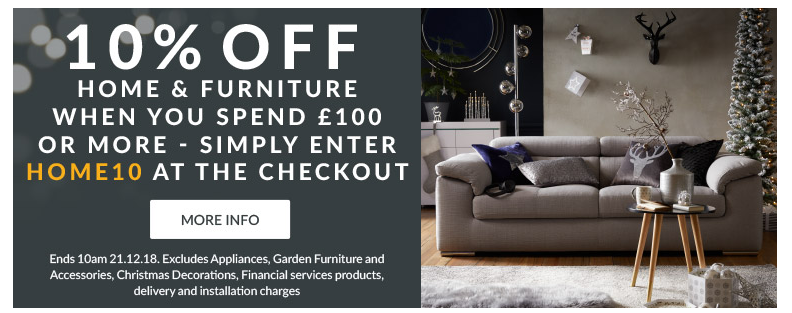 10% OFF
HOME & FURNITURE
WHEN YOU SPEND £100
OR MORE - SIMPLY ENTER
HOME10 AT THE CHECKOUT
MORE INFO
Ends 10am 21.12.18. Excludes Appliances, Garden Furniture and
Accessories, Christmas Decorations, Financial services products,
delivery and installation charges